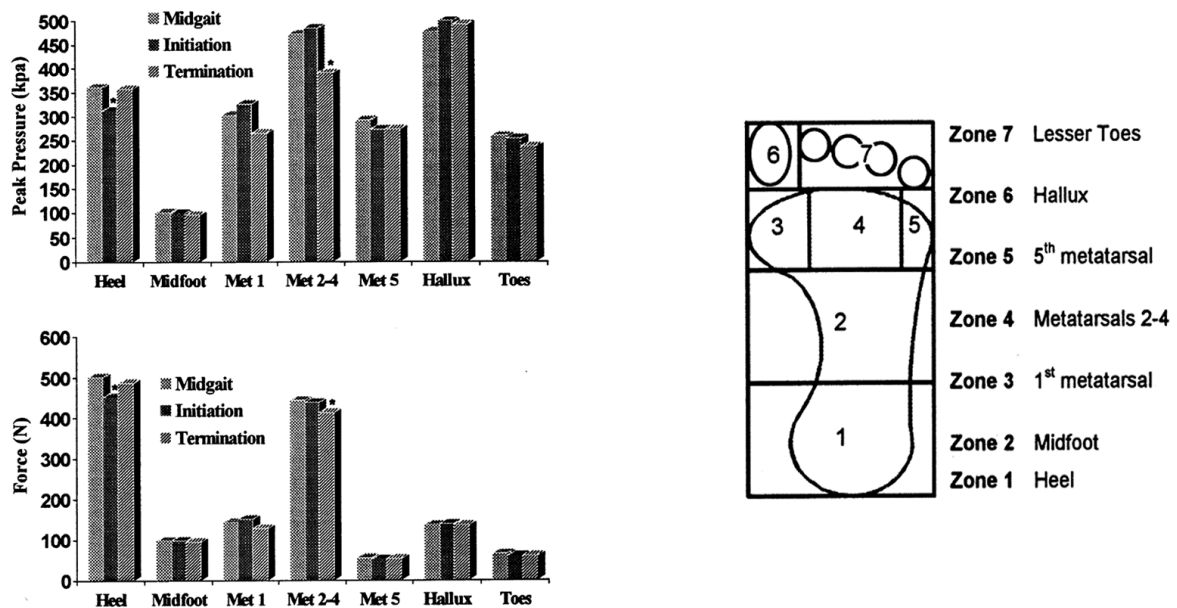 500
450
400
350
300
250
200
150
100
50
0
Peak Pressure (kpa)
Midgait
Initiation
Termination
*
*
Heel Midfoot Met 1 Met 2-4 Met 5 Hallux Toes
600
500
400
300
200
100
0
Force (N)
Midgait
Initiation
Termination
*
*
Heel Midfoot Met 1 Met 2-4 Met 5 Hallux Toes
6 7
3 4 5
2
1
Zone 7 Lesser Toes
Zone 6 Hallux
Zone 5 5th metatarsal
Zone 4 Metatarsals 2-4
Zone 3 1st metatarsal
Zone 2 Midfoot
Zone 1 Heel